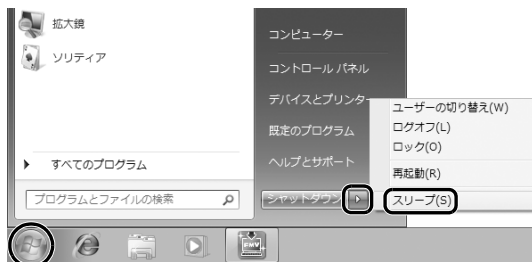 拡大鏡
ソリティア
すべてのプログラム
プログラムとファイルの検索
コンピューター
コントロール パネル
デバイスとプリンター
既定のプログラム
ヘルプとサポート
シャットダウン
ユーザーの切り替え(W)
ログオフ(L)
ロック(O)
再起動(R)
スリープ(S)
EMV